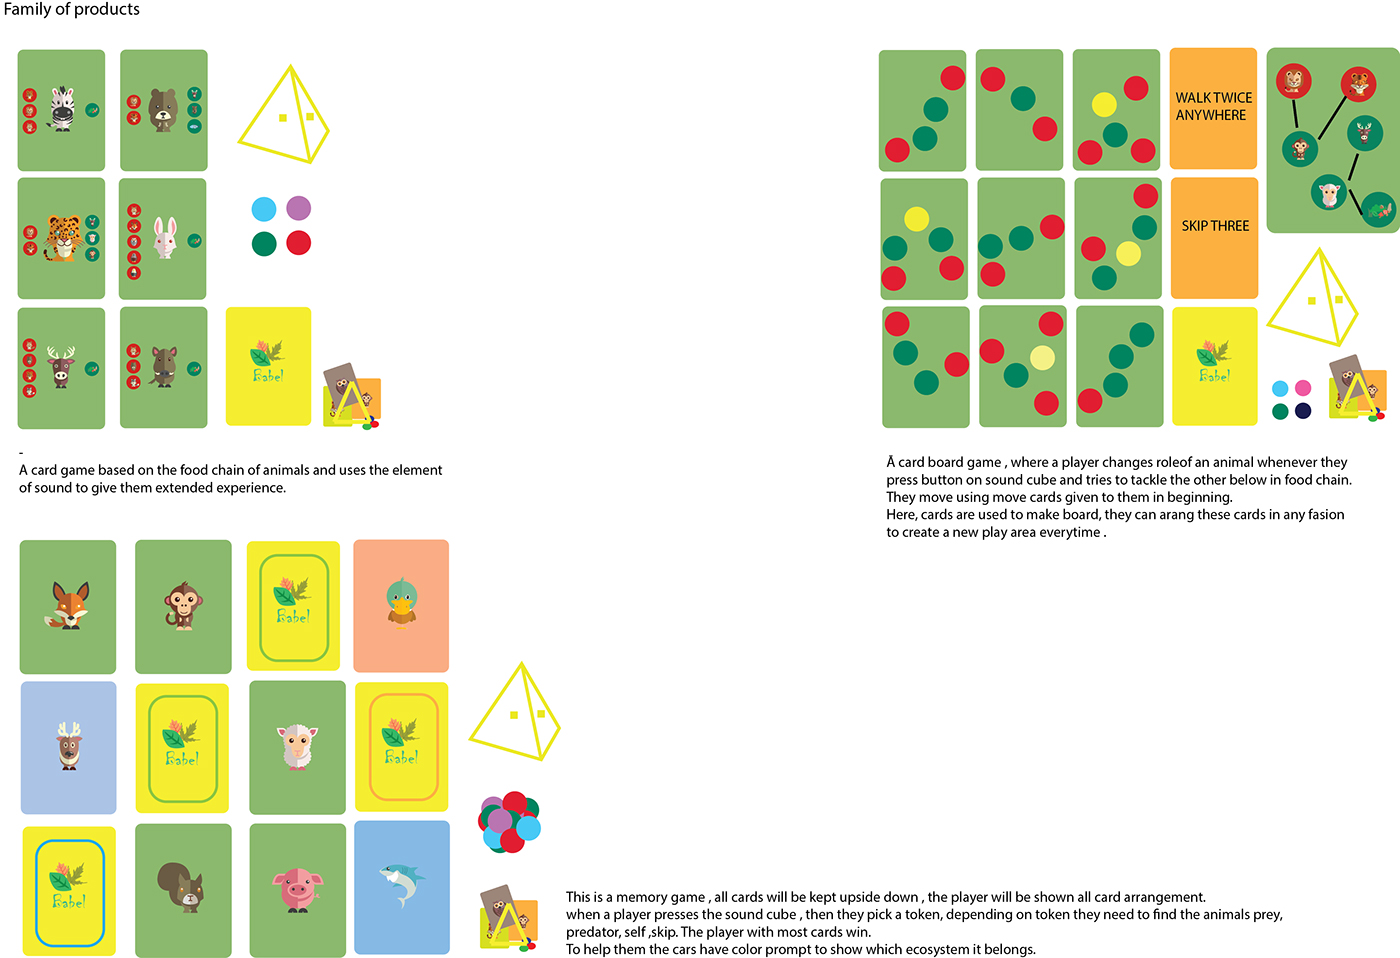 Family of products
WALK TWICE
ANYWHERE
SKIP THREE
Babel
Babel
-
A card game based on the food chain of animals and uses the element
of sound to give them extended experience.
Ā card board game , where a player changes roleof an animal whenever they
press button on sound cube and tries to tackle the other below in food chain.
They move using move cards given to them in beginning.
Here, cards are used to make board, they can arang these cards in any fasion
to create a new play area everytime .
Babel
Babel
Babel
Babel
This is a memory game , all cards will be kept upside down , the player will be shown all card arrangement.
when a player presses the sound cube , then they pick a token, depending on token they need to find the animals prey,
predator, self ,skip. The player with most cards win.
To help them the cars have color prompt to show which ecosystem it belongs.